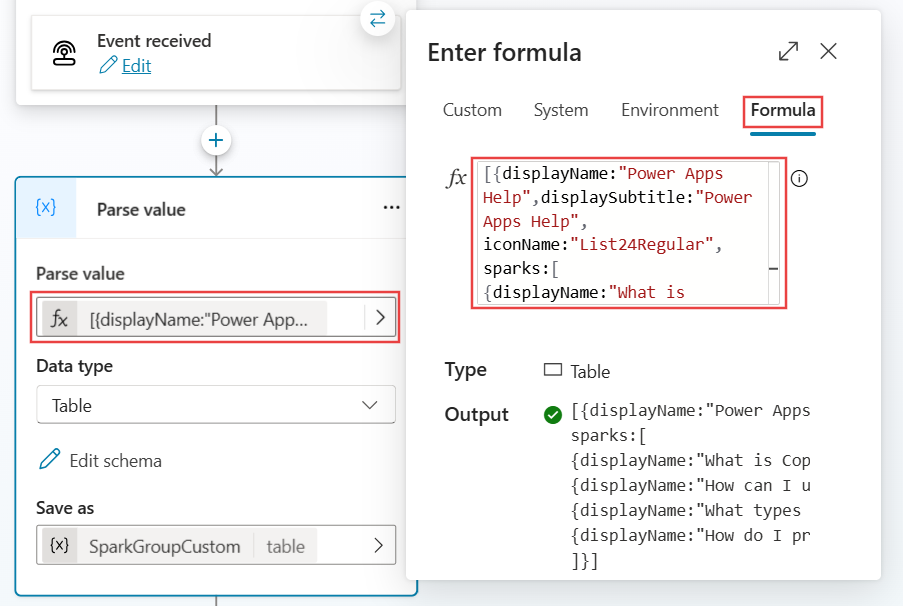 Event received
Edit
Parse value
Parse value
fx [{displayName:"Power App...
Data type
Table
Edit schema
Save as
{x} SparkGroupCustom table
Enter formula
Custom System Environment Formula
fx
[{displayName:"Power Apps
Help",displaySubtitle:"Power
Apps Help",
iconName:"List24Regular",
sparks:[
{displayName:"What is
Type Table
Output
[{displayName:"Power Apps
sparks:[
{displayName:"What is Cop
{displayName:"How can I u
{displayName:"What types
{displayName:"How do I pr
]}]